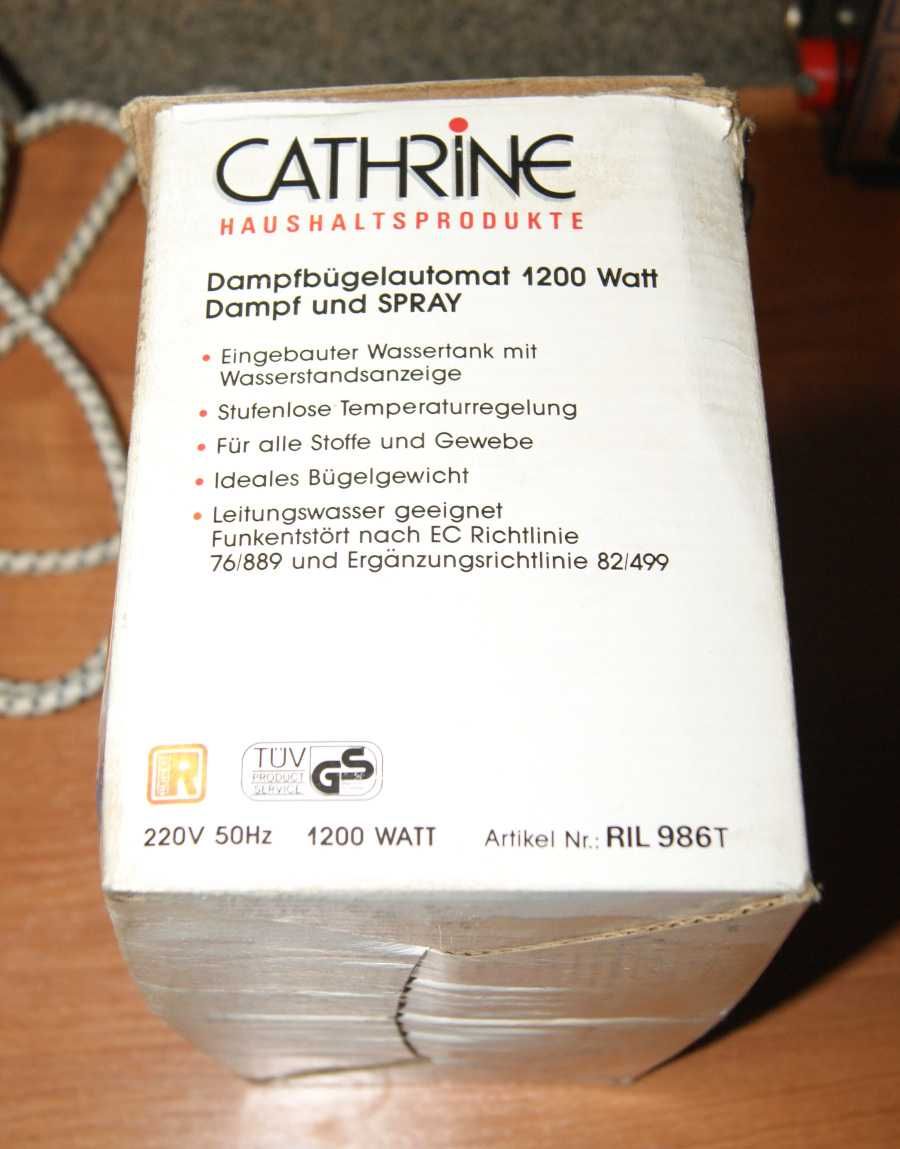 CATHRINE
HAUSHALTSPRODUKTE
Dampfbügelautomat 1200 Watt
Dampf und SPRAY
• Eingebauter Wassertank mit
Wasserstandsanzeige
• Stufenlose Temperaturregelung
• Für alle Stoffe und Gewebe
• Ideales Bügelgewicht
• Leitungswasser geeignet
Funkentstört nach EC Richtlinie
76/889 und Ergänzungsrichtlinie 82/499
R
TÜV
PRODUCT
SERVICE
GS
220V 50Hz 1200 WATT Artikel Nr.: RIL 986T